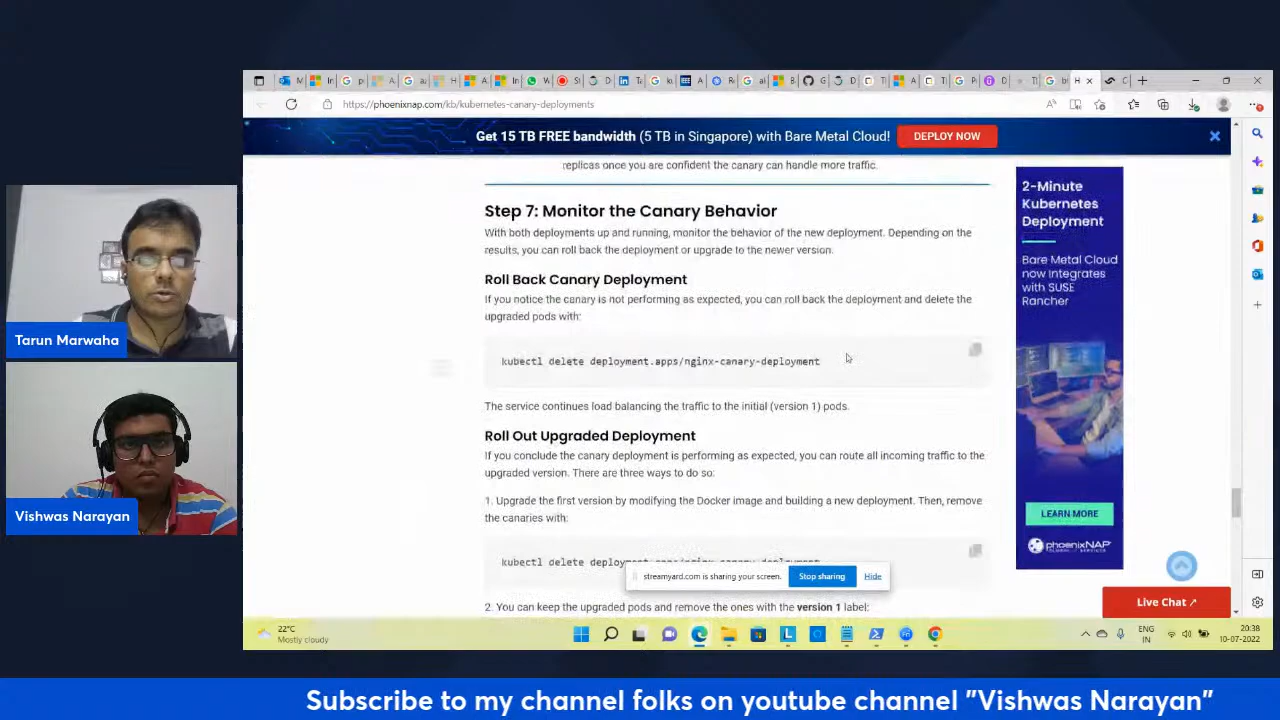 https://phoenixnap.com/kb/kubernetes-canary-deployments
Get 15 TB FREE bandwidth (5 TB in Singapore) with Bare Metal Cloud!
DEPLOY NOW
replicas once you are confident the canary can handle more traffic.
Step 7: Monitor the Canary Behavior
With both deployments up and running, monitor the behavior of the new deployment. Depending on the
results, you can roll back the deployment or upgrade to the newer version.
Roll Back Canary Deployment
If you notice the canary is not performing as expected, you can roll back the deployment and delete the
upgraded pods with:
kubectl delete deployment.apps/nginx-canary-deployment
The service continues load balancing the traffic to the initial (version 1) pods.
Roll Out Upgraded Deployment
If you conclude the canary deployment is performing as expected, you can route all incoming traffic to the
upgraded version. There are three ways to do so:
1. Upgrade the first version by modifying the Docker image and building a new deployment. Then, remove
the canaries with:
kubectl delete
2. You can keep the upgraded pods and remove the ones with the version 1 label:
streamyard.com is sharing your screen.
Stop sharing
Hide
2-Minute
Kubernetes
Deployment
Bare Metal Cloud
now Integrates
with SUSE
Rancher
LEARN MORE
phoenixNAP
Live Chat
Tarun Marwaha
Vishwas Narayan
22°C
Mostly cloudy
ENG
IN
20:38
10-07-2022
Subscribe to my channel folks on youtube channel "Vishwas Narayan"